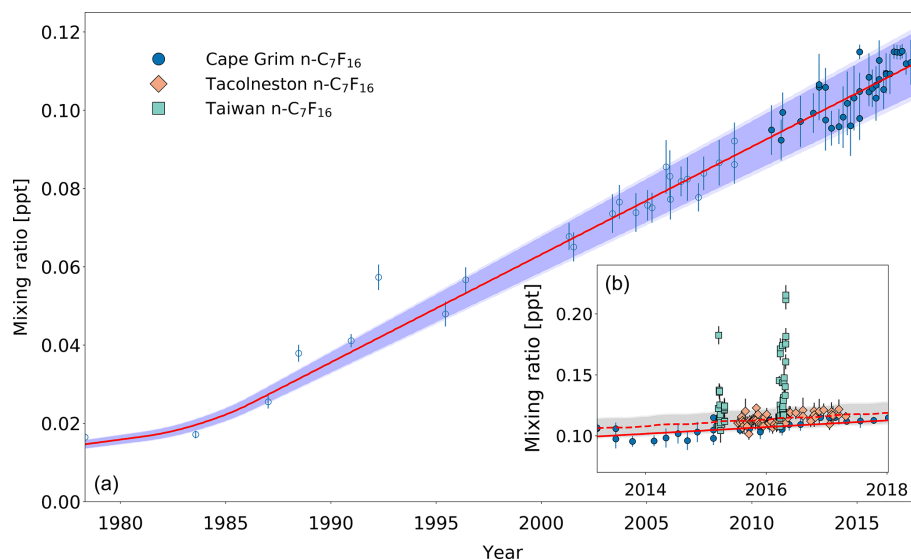 0.12
0.10
0.08
0.06
0.04
0.02
0.00
Mixing ratio [ppt]
Cape Grim n-C₇F₁₆
Tacolneston n-C₇F₁₆
Taiwan n-C₇F₁₆
(a)
1980 1985 1990 1995 2000 2005 2010 2015
Year
(b)
Mixing ratio [ppt]
0.20
0.15
0.10
2014 2016 2018